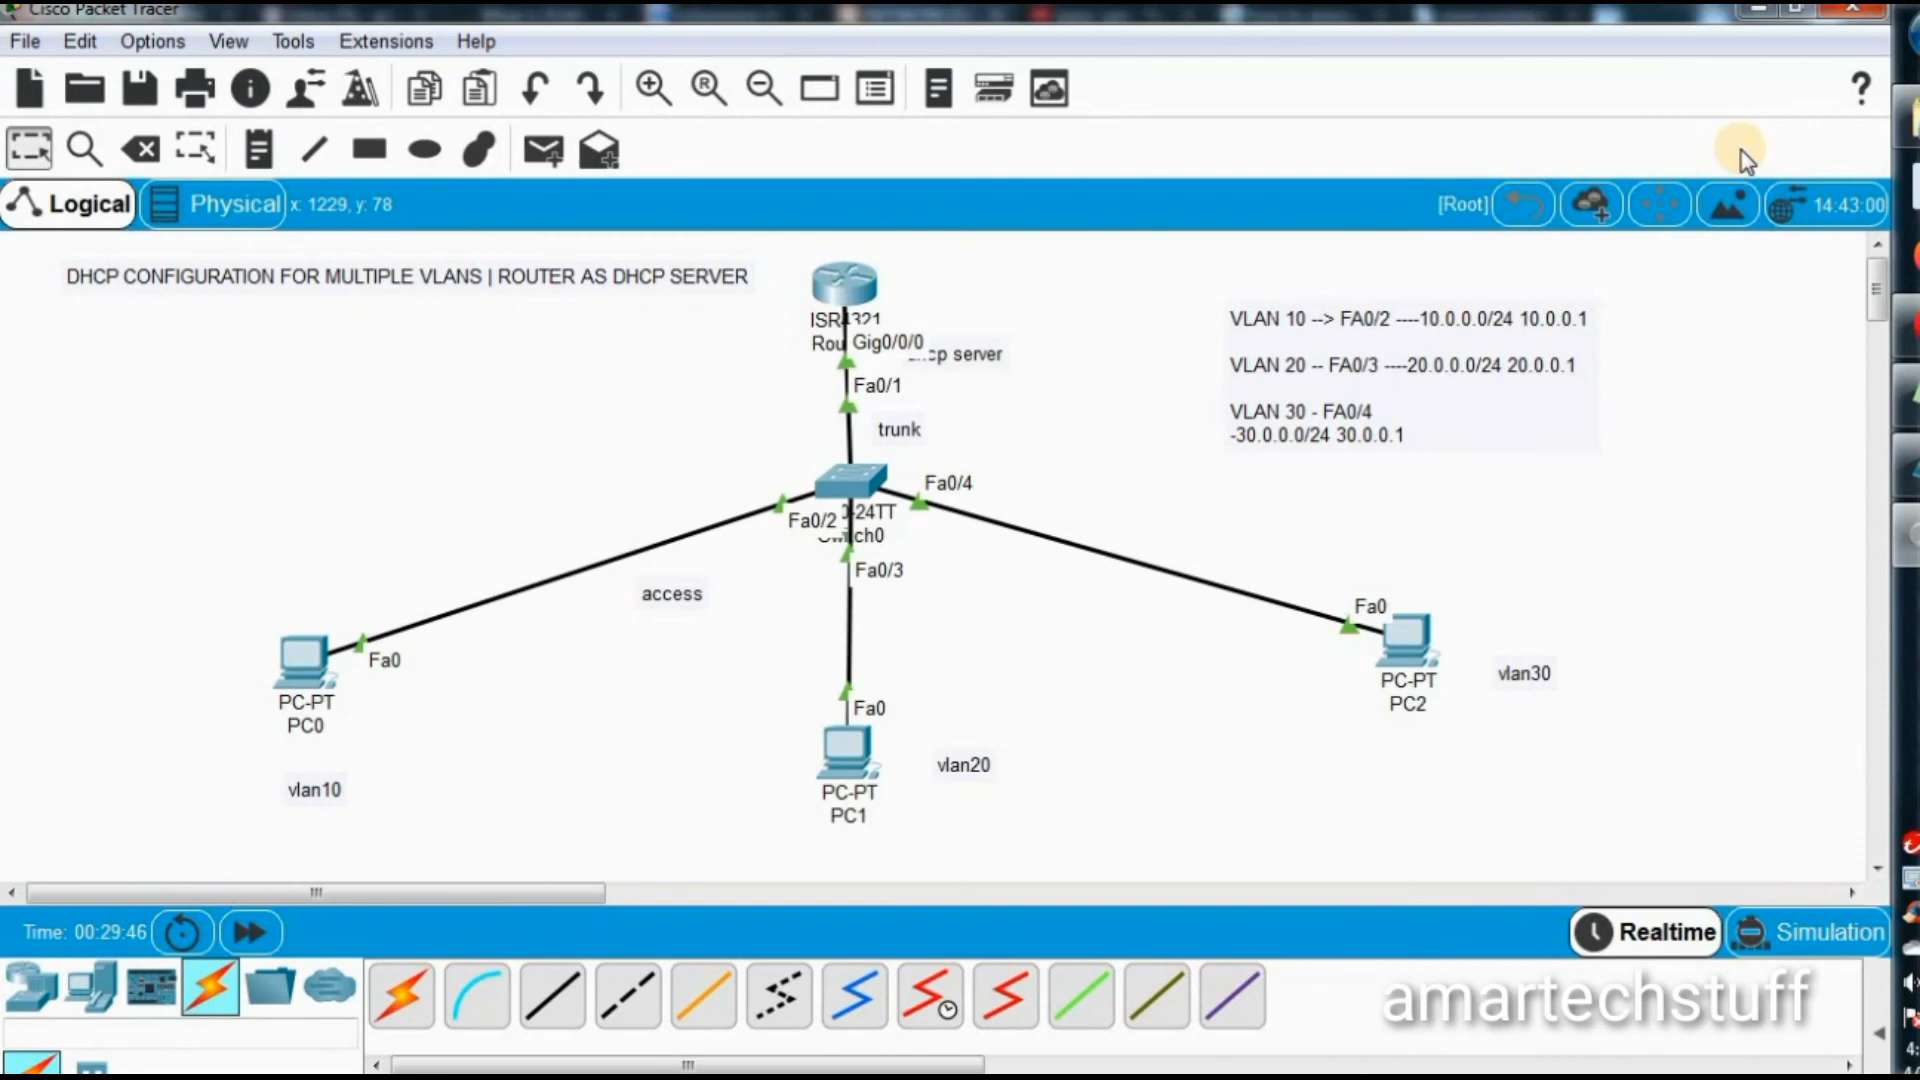 Cisco Packet Tracer
File Edit Options View Tools Extensions Help
Logical Physical x: 1229, y: 78 [Root] 14:43:00
DHCP CONFIGURATION FOR MULTIPLE VLANS | ROUTER AS DHCP SERVER
ISR4321
Rou Gig0/0/0
cp server
Fa0/1
trunk
VLAN 10 --> FA0/2 ----10.0.0.0/24 10.0.0.1
VLAN 20 -- FA0/3 ----20.0.0.0/24 20.0.0.1
VLAN 30 - FA0/4
-30.0.0.0/24 30.0.0.1
Fa0/4
Fa0/2 -24TT
ch0
Fa0/3
access
Fa0
PC-PT
PC0
vlan10
Fa0
PC-PT
PC1
vlan20
Fa0
PC-PT
PC2
vlan30
Time: 00:29:46 Realtime Simulation
amartechstuff